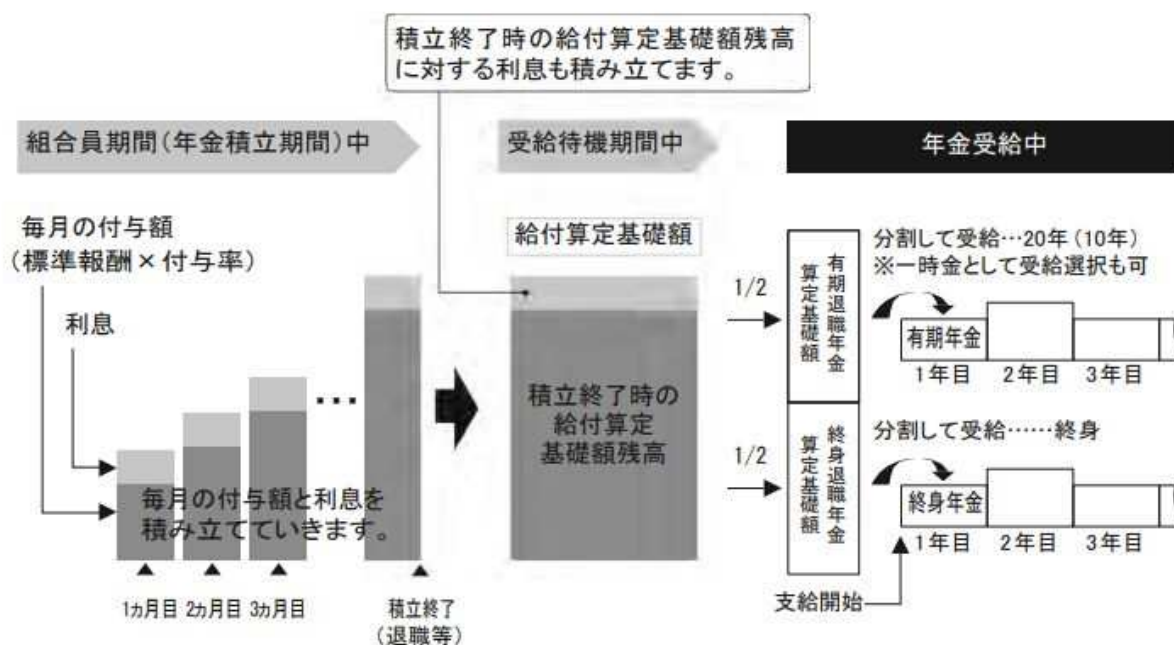 積立終了時の給付算定基礎額残高
に対する利息も積み立てます。
組合員期間(年金積立期間)中
受給待機期間中
年金受給中
毎月の付与額
(標準報酬×付与率)
利息
毎月の付与額と利息を
積み立てていきます。
…
1ヵ月目
2ヵ月目
3ヵ月目
積立終了
(退職等)
給付算定基礎額
積立終了時の
給付算定
基礎額残高
1/2
1/2
有期退職年金
算定基礎額
終身退職年金
算定基礎額
分割して受給…20年(10年)
※一時金として受給選択も可
有期年金
1年目
2年目
3年目
分割して受給……終身
終身年金
1年目
2年目
3年目
支給開始